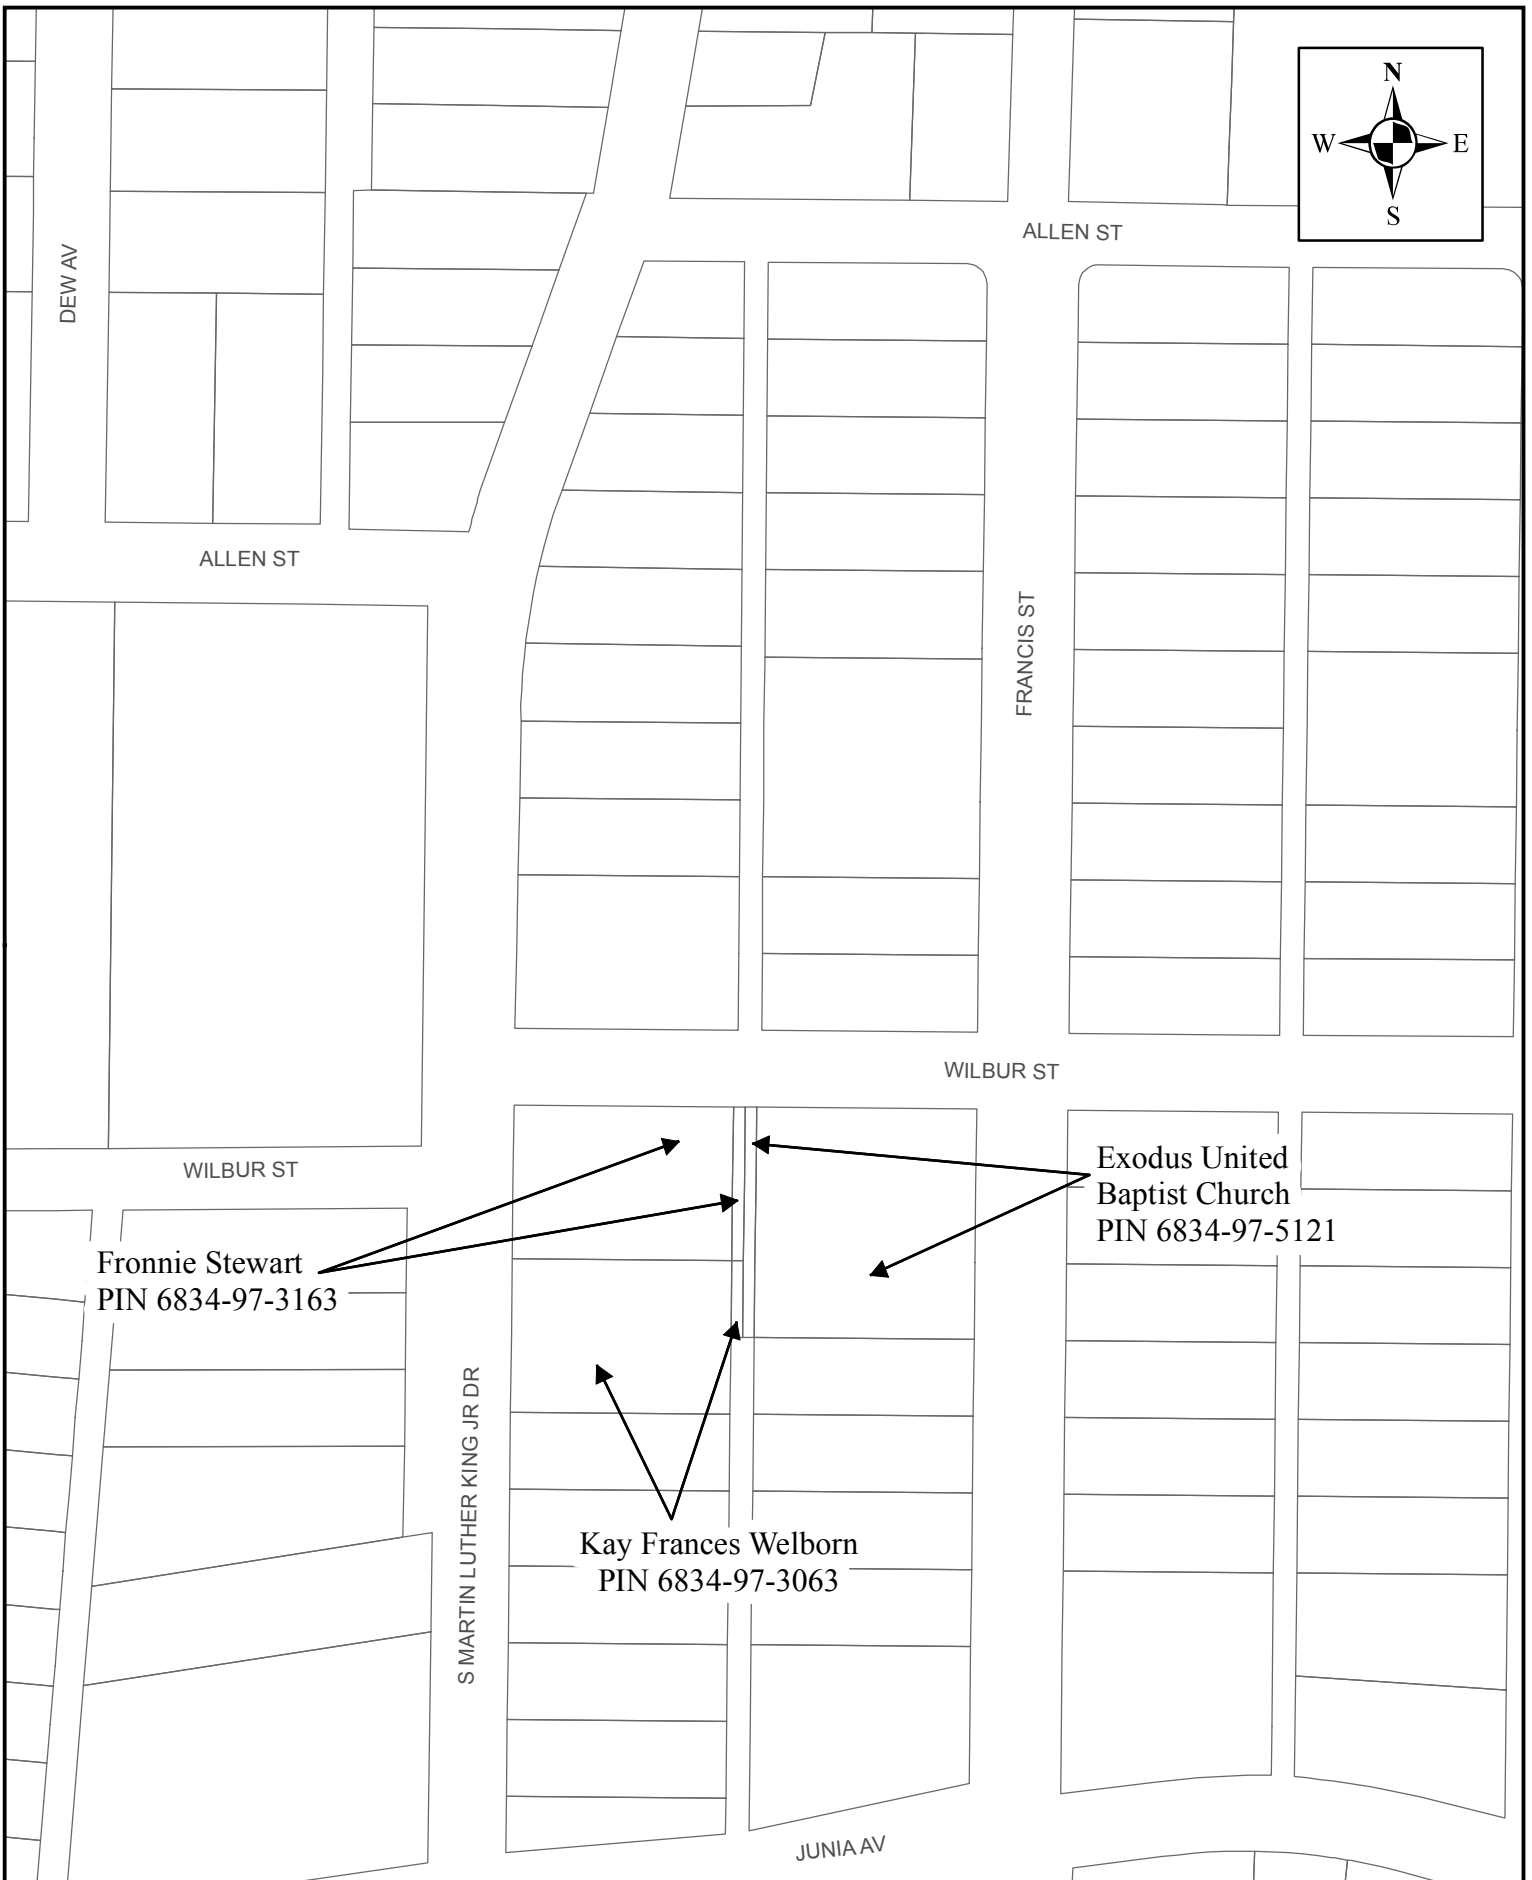 N
W E
S
ALLEN ST
DEW AV
ALLEN ST
FRANCIS ST
WILBUR ST
Exodus United
Baptist Church
PIN 6834-97-5121
WILBUR ST
Fronnie Stewart
PIN 6834-97-3163
S MARTIN LUTHER KING JR DR
Kay Frances Welborn
PIN 6834-97-3063
JUNIA AV